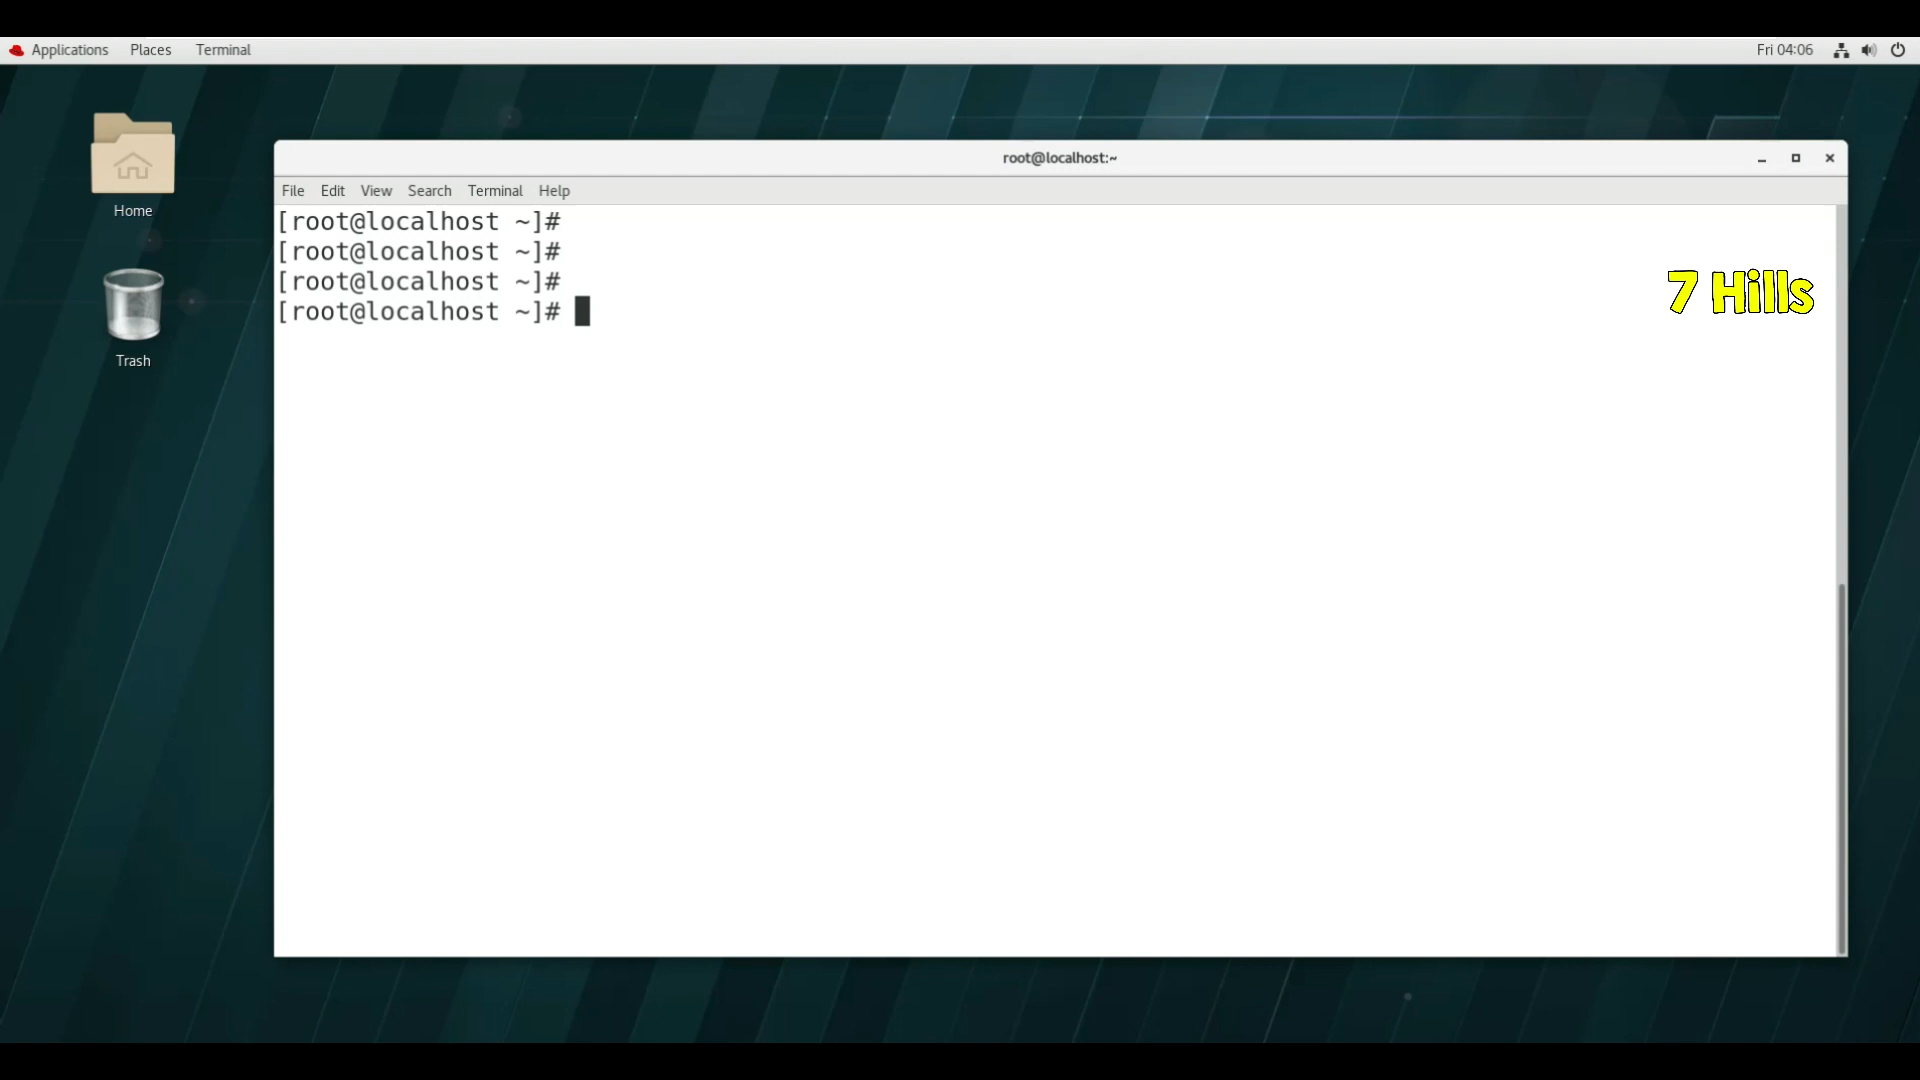 Applications Places Terminal Fri 04:06
Home
Trash
root@localhost:~
File Edit View Search Terminal Help
[root@localhost ~]#
[root@localhost ~]#
[root@localhost ~]#
[root@localhost ~]#
7 Hills